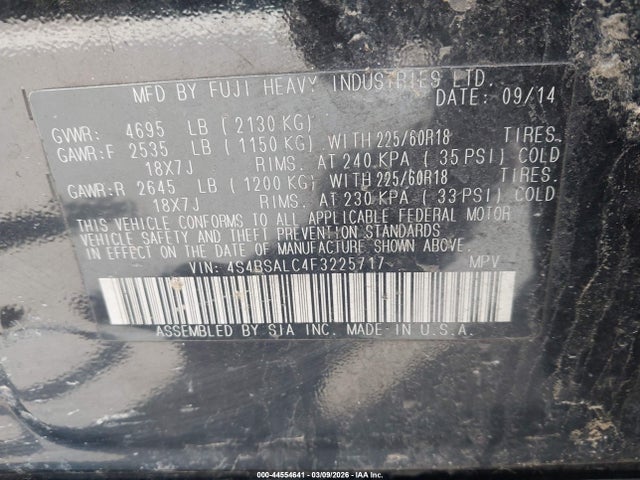 MFD BY FUJI HEAVY INDUSTRIES LTD.
DATE: 09/14
GVWR: 4695 LB (2130 KG)
GAWR:F 2535 LB (1150 KG) WITH 225/60R18 TIRES.
18X7J RIMS. AT 240 KPA (35 PSI) COLD
GAWR:R 2645 LB (1200 KG) WITH 225/60R18 TIRES.
18X7J RIMS. AT 230 KPA (33 PSI) COLD
THIS VEHICLE CONFORMS TO ALL APPLICABLE FEDERAL MOTOR
VEHICLE SAFETY AND THEFT PREVENTION STANDARDS
IN EFFECT ON THE DATE OF MANUFACTURE SHOWN ABOVE.
VIN: 4S4BSALC4F3225717 MPV
ASSEMBLED BY SIA INC. MADE IN U.S.A.
000-44554641 - 03/09/2026 - IAA Inc.